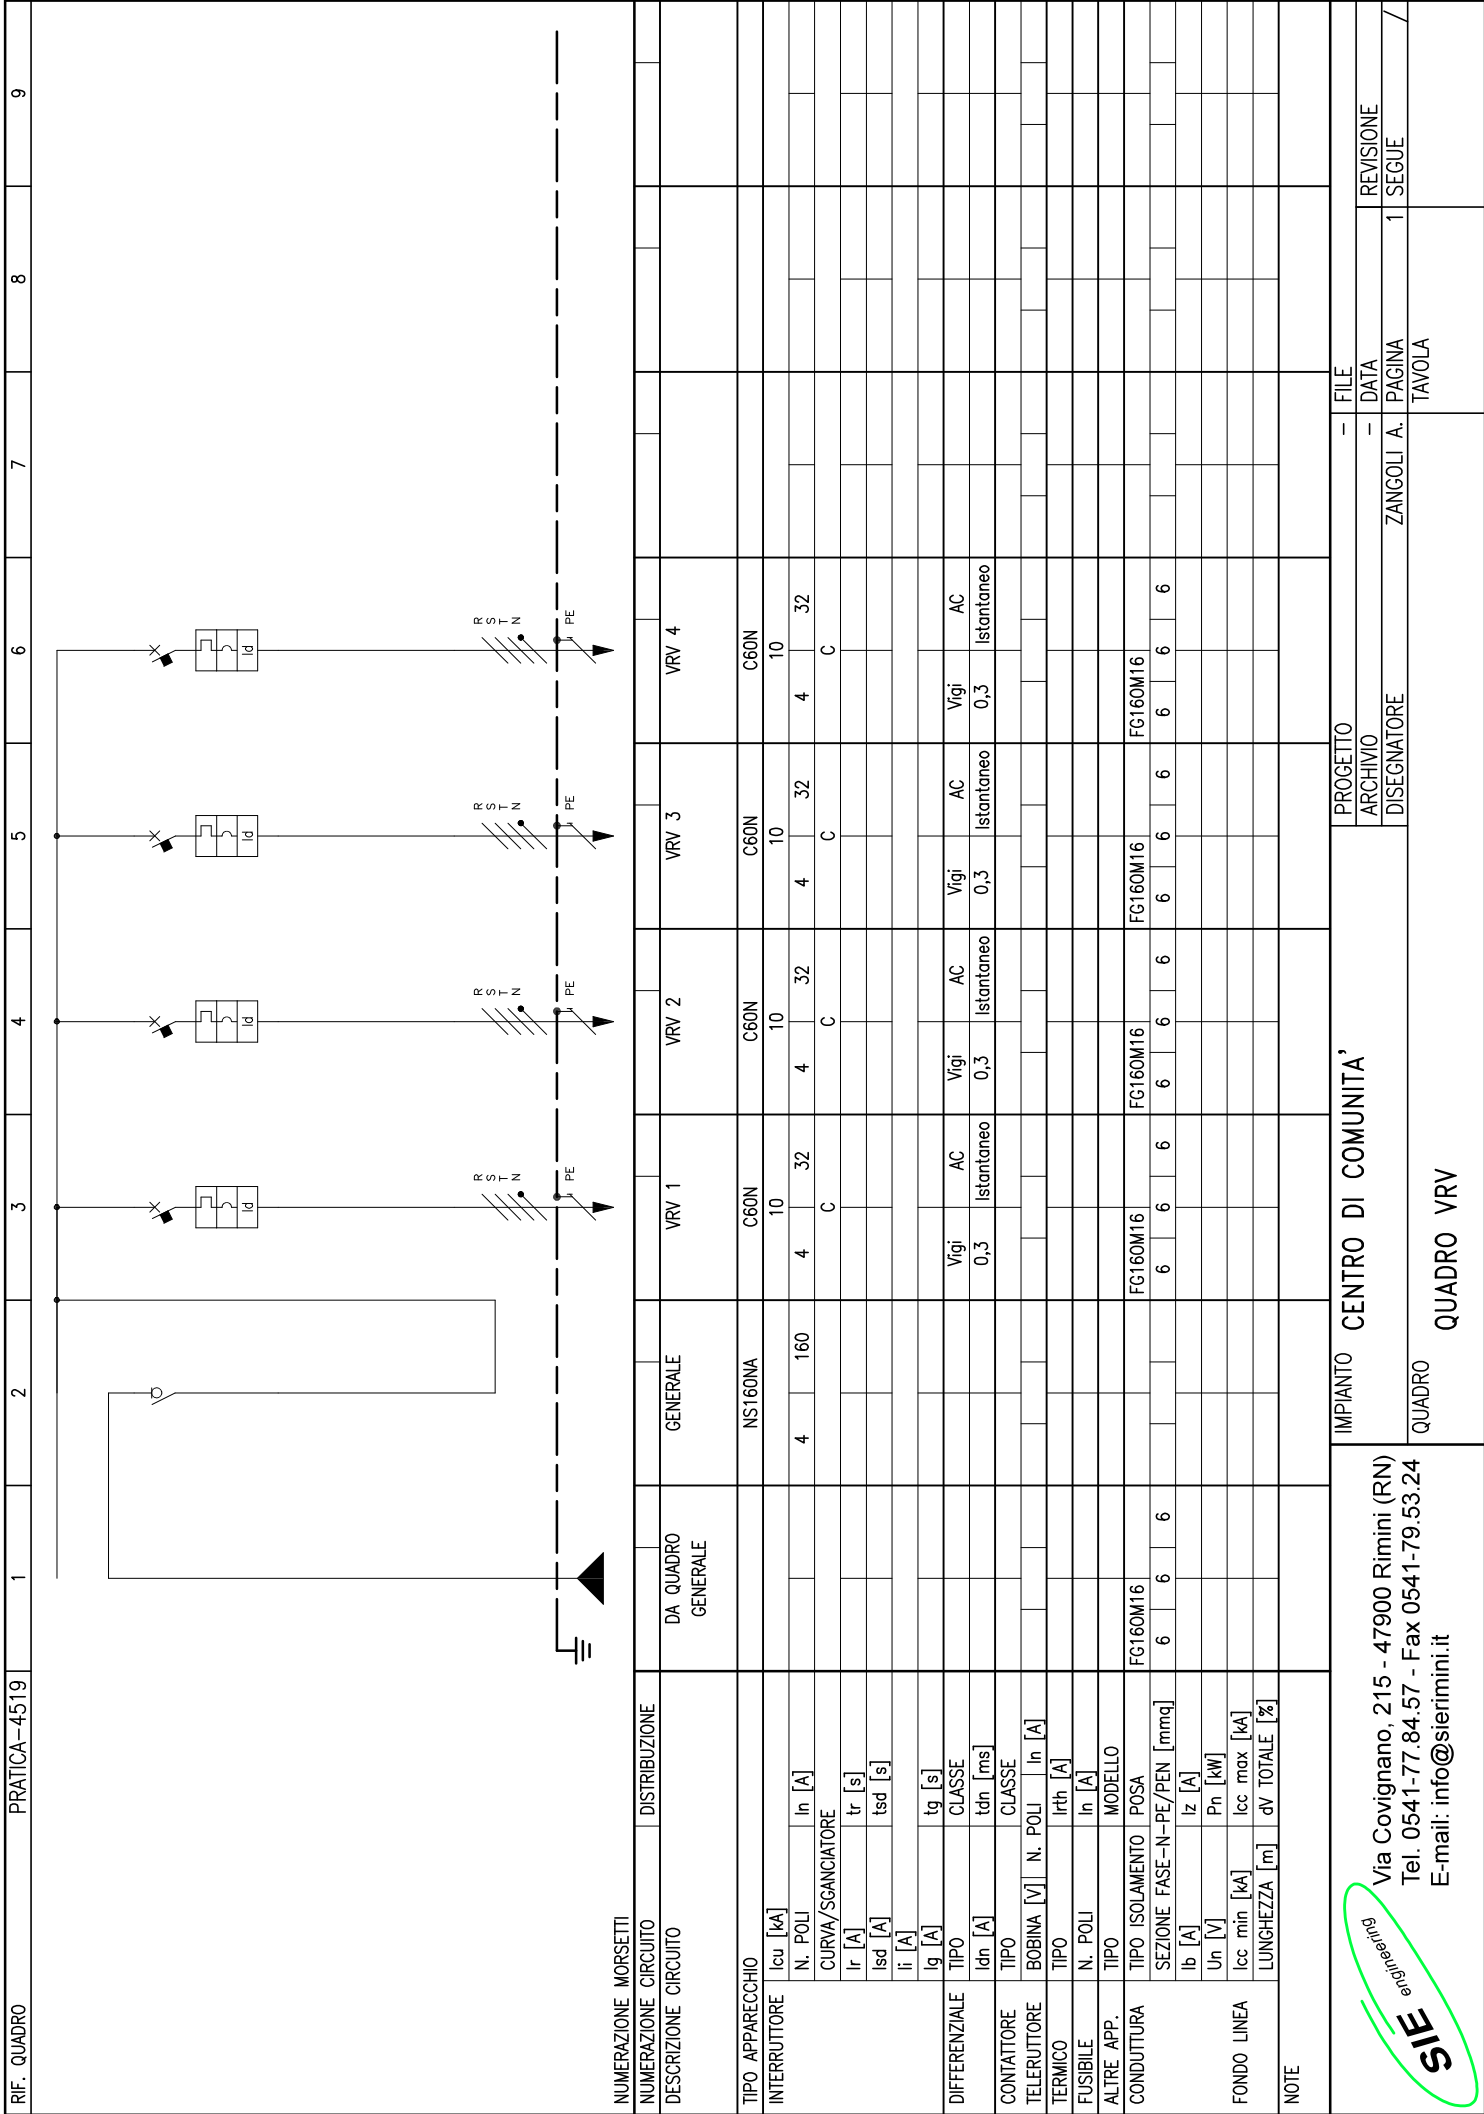 RIF. QUADRO PRATICA-4519 1 2 3 4 5 6 7 8 9
Id Id Id Id
R R R R
S S S S
T T T T
N N N N
PE PE PE PE
NUMERAZIONE MORSETTI
NUMERAZIONE CIRCUITO DISTRIBUZIONE
DESCRIZIONE CIRCUITO DA QUADRO GENERALE VRV 1 VRV 2 VRV 3 VRV 4
GENERALE
TIPO APPARECCHIO NS160NA C60N C60N C60N C60N
INTERRUTTORE Icu [kA] 10 10 10 10
N. POLI In [A] 4 160 4 32 4 32 4 32 4 32
CURVA/SGANCIATORE C C C C
Ir [A] tr [s]
Isd [A] tsd [s]
Ii [A]
Ig [A] tg [s]
DIFFERENZIALE TIPO CLASSE Vigi AC Vigi AC Vigi AC Vigi AC
Idn [A] tdn [ms] 0,3 Istantaneo 0,3 Istantaneo 0,3 Istantaneo 0,3 Istantaneo
CONTATTORE TIPO CLASSE
TELERUTTORE BOBINA [V] N. POLI In [A]
TERMICO TIPO Irth [A]
FUSIBILE N. POLI In [A]
ALTRE APP. TIPO MODELLO
CONDUTTURA TIPO ISOLAMENTO POSA FG16OM16 FG16OM16 FG16OM16 FG16OM16 FG16OM16
SEZIONE FASE-N-PE/PEN [mmq] 6 6 6 6 6 6 6 6 6 6 6 6 6 6 6
Ib [A] Iz [A]
Un [V] Pn [kW]
FONDO LINEA Icc min [kA] Icc max [kA]
LUNGHEZZA [m] dV TOTALE [%]
NOTE
SIE engineering
Via Covignano, 215 - 47900 Rimini (RN)
Tel. 0541-77.84.57 - Fax 0541-79.53.24
E-mail: info@sierimini.it
IMPIANTO CENTRO DI COMUNITA'
QUADRO QUADRO VRV
PROGETTO - FILE
ARCHIVIO - DATA REVISIONE
DISEGNATORE ZANGOLI A. PAGINA 1 SEGUE /
TAVOLA